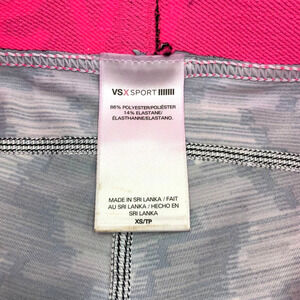 VSX SPORT
86% POLYESTER/POLIÉSTER
14% ELASTANE/
ÉLASTHANNE/ELASTANO.
MADE IN SRI LANKA / FAIT
AU SRI LANKA / HECHO EN
SRI LANKA
XS/TP